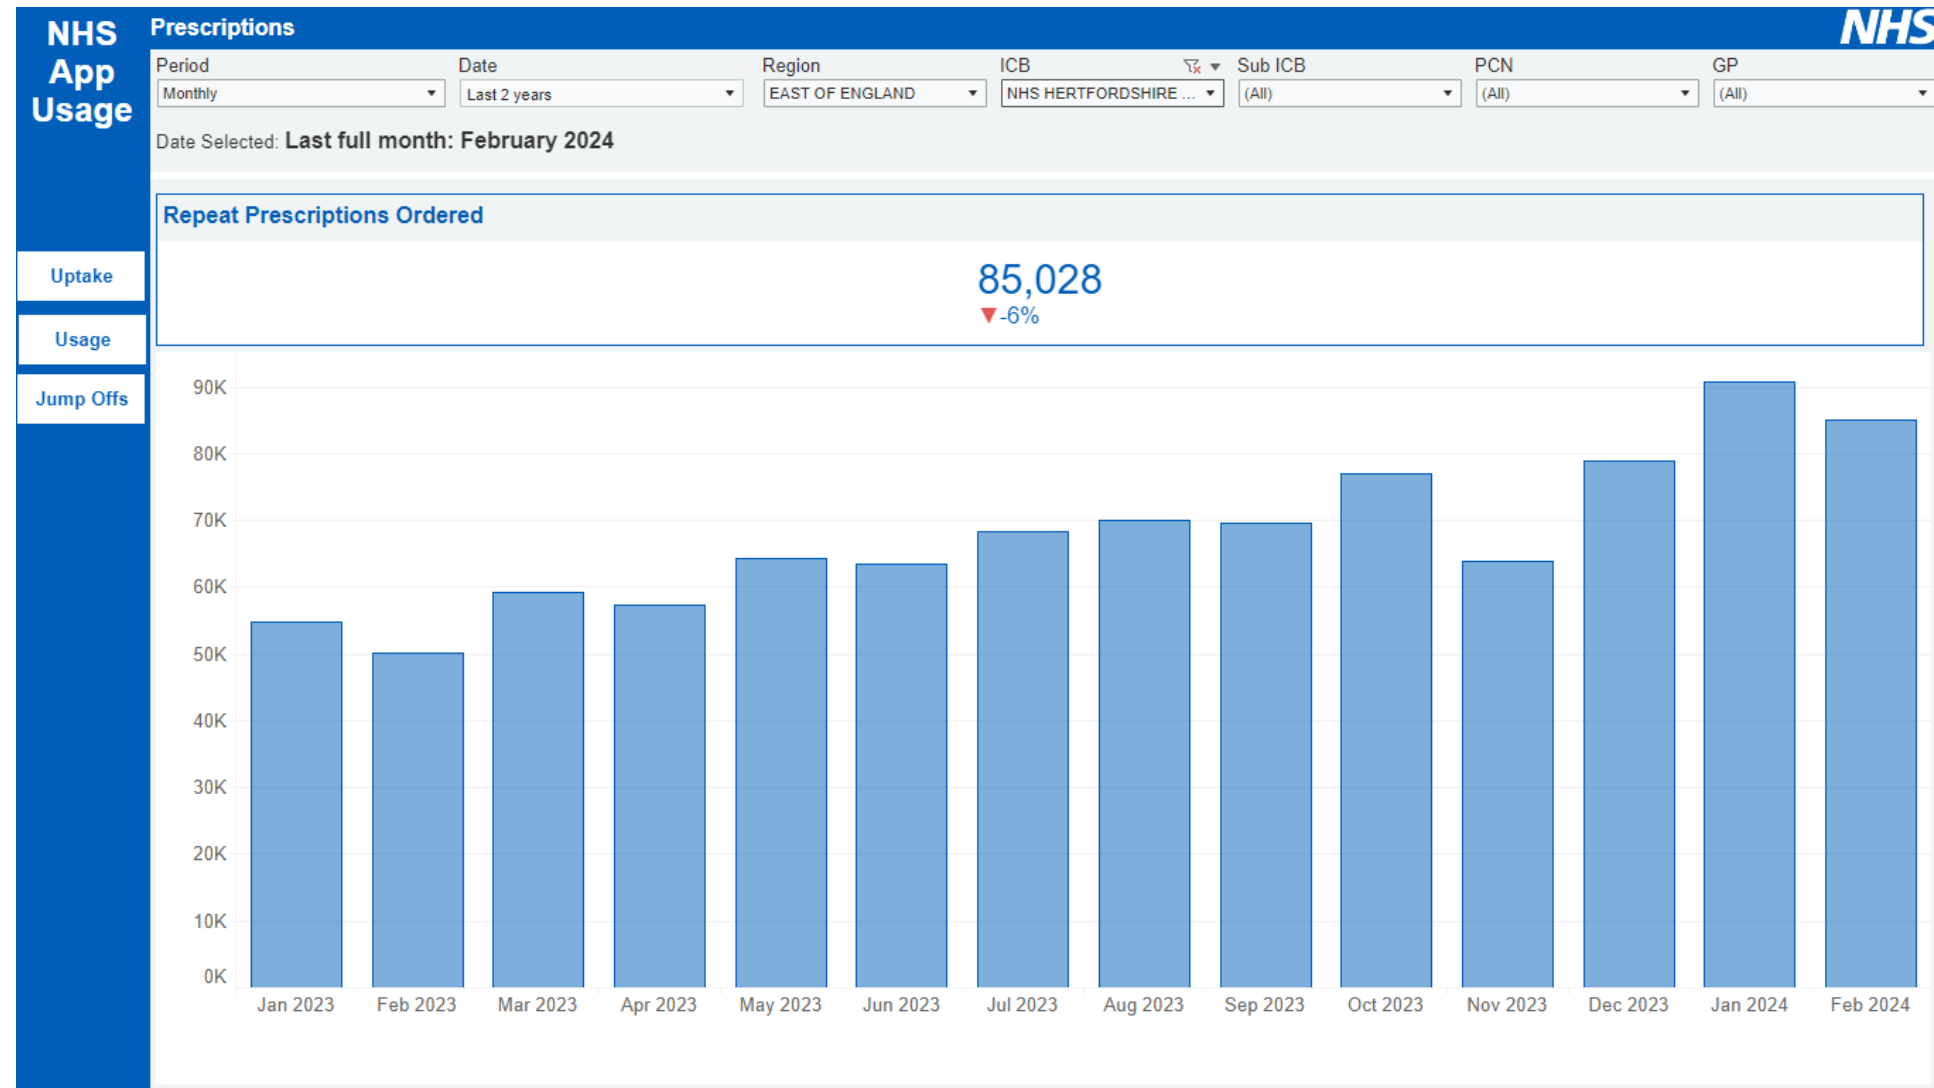 NHS
App
Usage
Prescriptions
NHS
Period
Date
Region
ICB
Sub ICB
PCN
GP
Monthly
Last 2 years
EAST OF ENGLAND
NHS HERTFORDSHIRE ...
(All)
(All)
(All)
Date Selected: Last full month: February 2024
Uptake
Usage
Jump Offs
Repeat Prescriptions Ordered
85,028
▼-6%
90K
80K
70K
60K
50K
40K
30K
20K
10K
0K
Jan 2023
Feb 2023
Mar 2023
Apr 2023
May 2023
Jun 2023
Jul 2023
Aug 2023
Sep 2023
Oct 2023
Nov 2023
Dec 2023
Jan 2024
Feb 2024